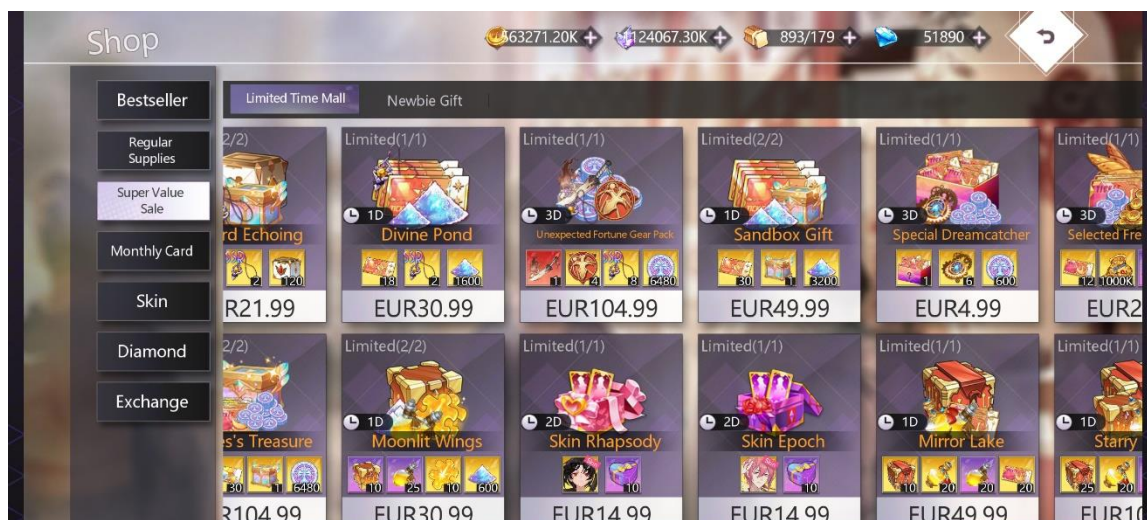 Shop
563271.20K
124067.30K
893/179
51890
Bestseller
Regular
Supplies
Super Value
Sale
Monthly Card
Skin
Diamond
Exchange
Limited Time Mall
Newbie Gift
2/2)
Limited(1/1)
Limited(1/1)
Limited(2/2)
Limited(1/1)
Limited(1/1)
1D
3D
1D
3D
3D
rd Echoing
Divine Pond
Unexpected Fortune Gear Pack
Sandbox Gift
Special Dreamcatcher
Selected Fre
2 120
18 2 1600
1 4 8 6480
30 1 3200
1 6 600
12 1000K
R21.99
EUR30.99
EUR104.99
EUR49.99
EUR4.99
EUR2
2/2)
Limited(2/2)
Limited(1/1)
Limited(1/1)
Limited(1/1)
Limited(1/1)
1D
2D
2D
1D
1D
es's Treasure
Moonlit Wings
Skin Rhapsody
Skin Epoch
Mirror Lake
Starry
30 1 6480
10 25 10 600
10
10
10 20 20 20
25 20
R104.99
EUR30.99
EUR14.99
EUR14.99
EUR49.99
EUR10